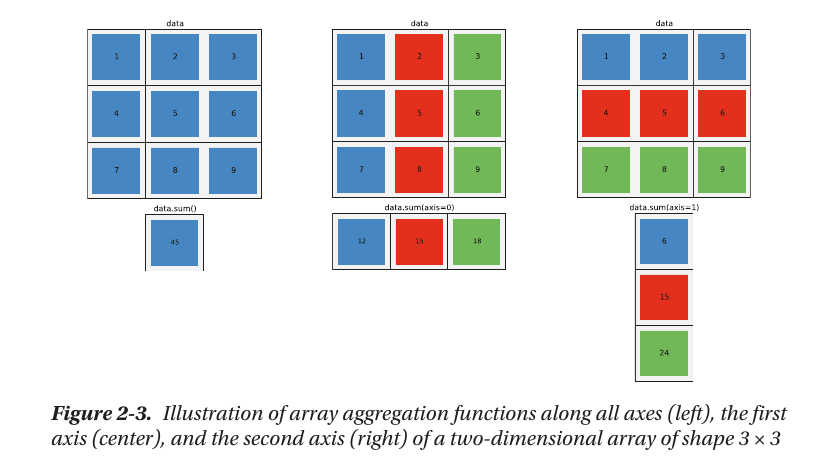 data
1 2 3
4 5 6
7 8 9
data.sum()
45
data
1 2 3
4 5 6
7 8 9
data.sum(axis=0)
12 15 18
data
1 2 3
4 5 6
7 8 9
data.sum(axis=1)
6
15
24
Figure 2-3. Illustration of array aggregation functions along all axes (left), the first
axis (center), and the second axis (right) of a two-dimensional array of shape 3 × 3